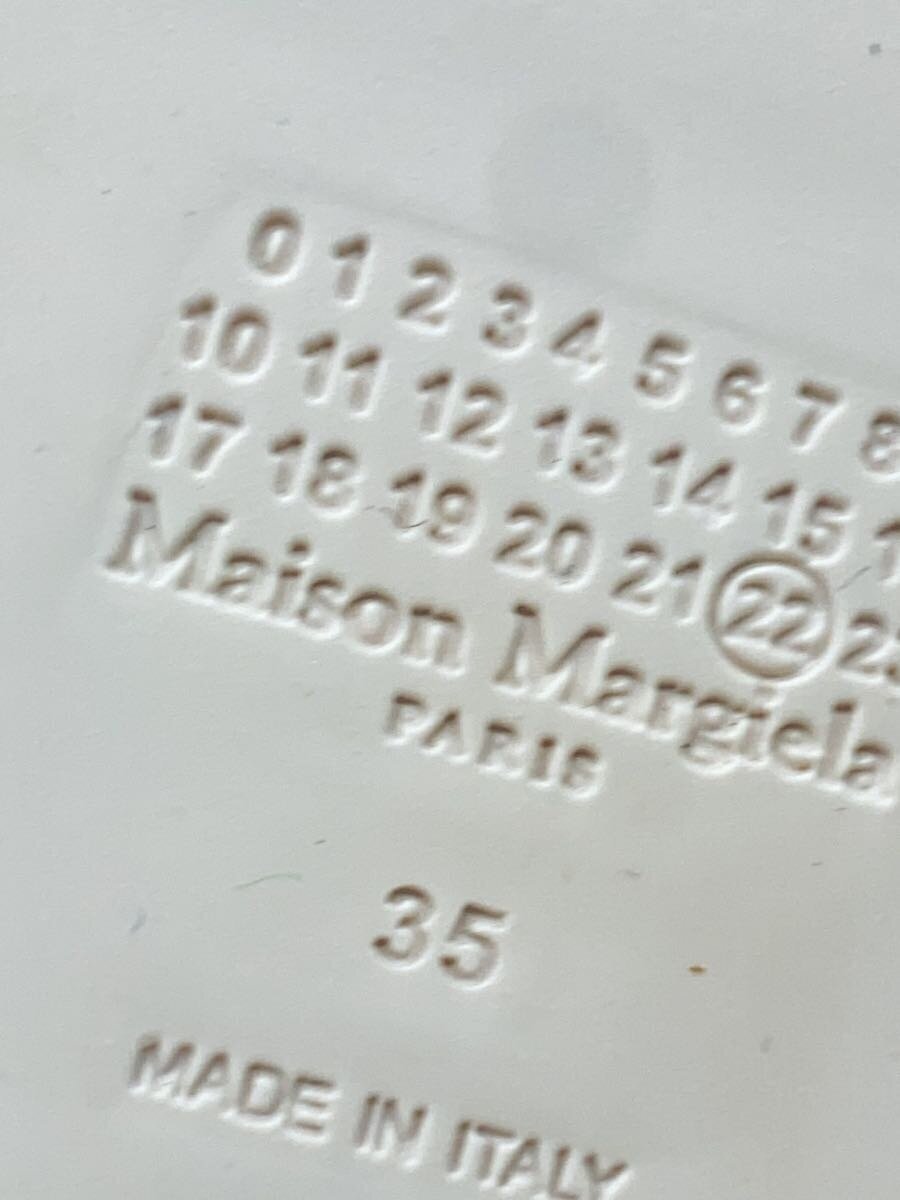 0 1 2 3 4 5 6 7 8
10 11 12 13 14 15
17 18 19 20 21 22
Maison Margiela
PARIS
35
MADE IN ITALY